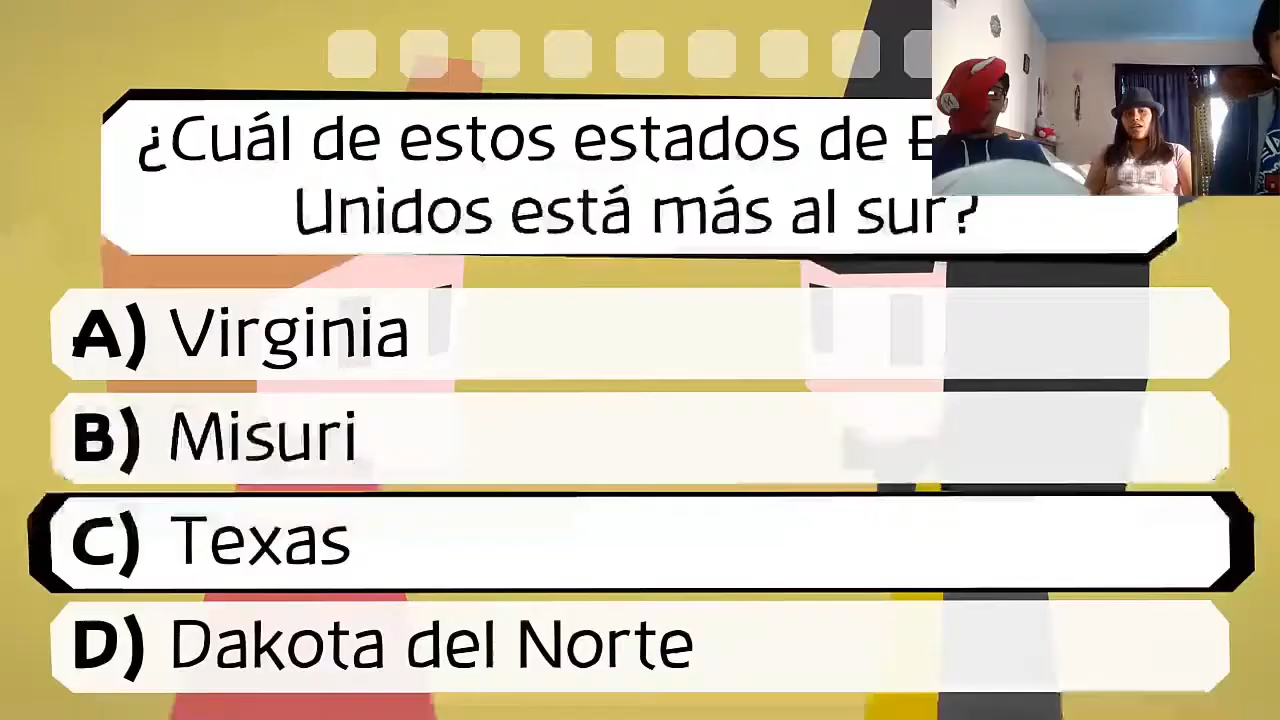 ¿Cuál de estos estados de
Unidos está más al sur?
A) Virginia
B) Misuri
C) Texas
D) Dakota del Norte